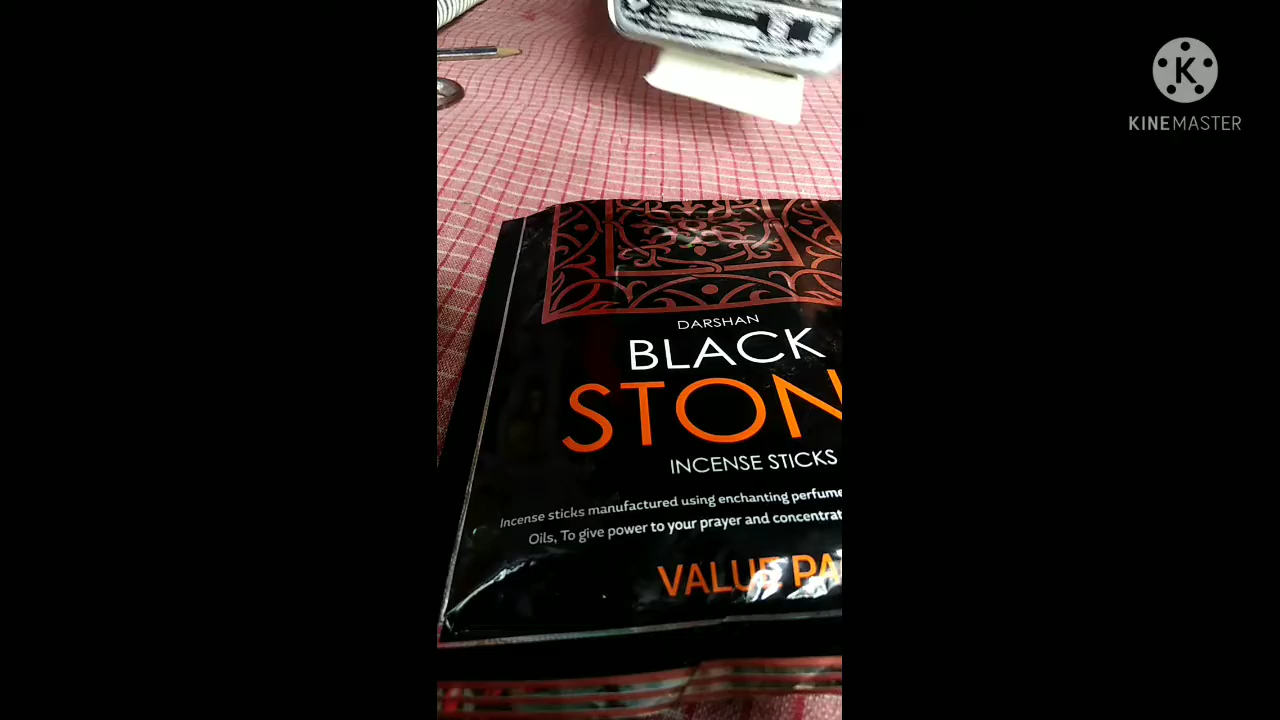 K
KINEMASTER
DARSHAN
BLACK
STON
INCENSE STICKS
Incense sticks manufactured using enchanting perfume
Oils, To give power to your prayer and concentrat
VALUE PA